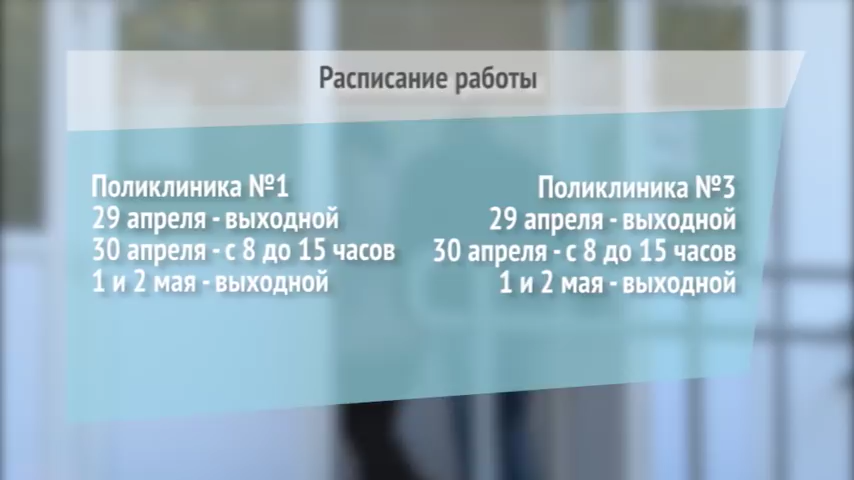 Расписание работы
Поликлиника №1
29 апреля - выходной
30 апреля - с 8 до 15 часов
1 и 2 мая - выходной
Поликлиника №3
29 апреля - выходной
30 апреля - с 8 до 15 часов
1 и 2 мая - выходной